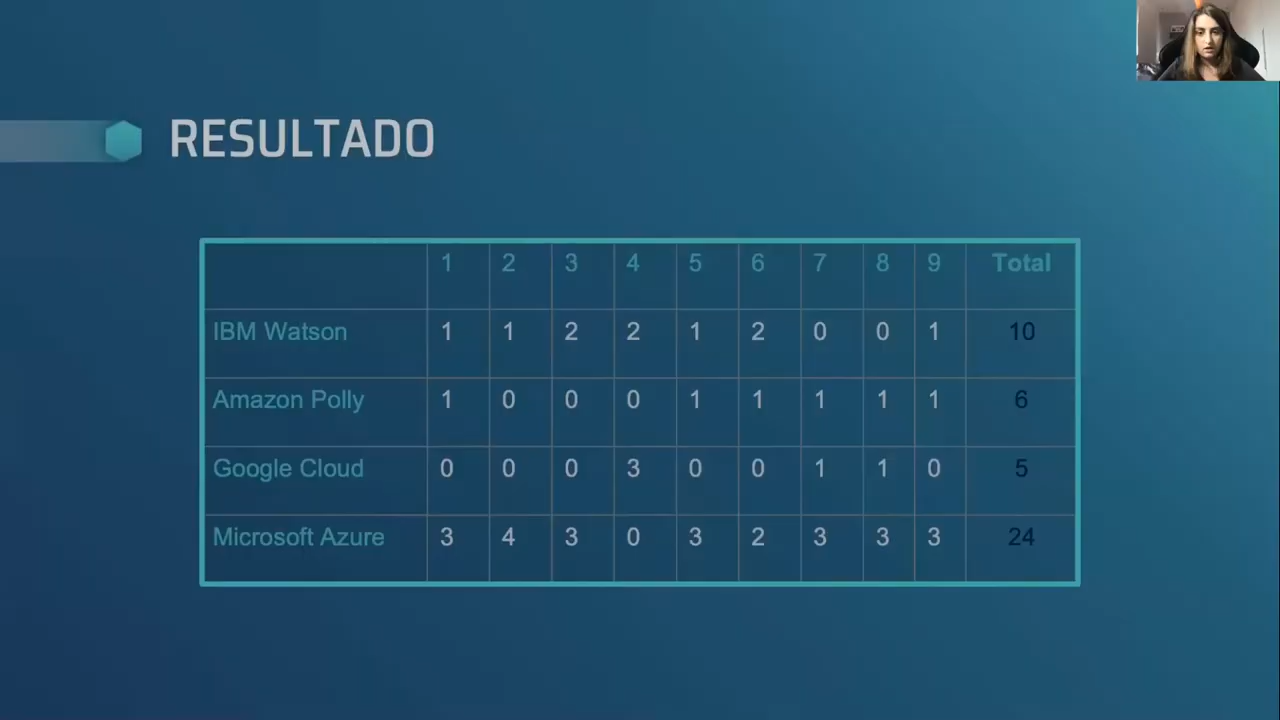 RESULTADO
1 2 3 4 5 6 7 8 9 Total
IBM Watson 1 1 2 2 1 2 0 0 1 10
Amazon Polly 1 0 0 0 1 1 1 1 1 6
Google Cloud 0 0 0 3 0 0 1 1 0 5
Microsoft Azure 3 4 3 0 3 2 3 3 3 24